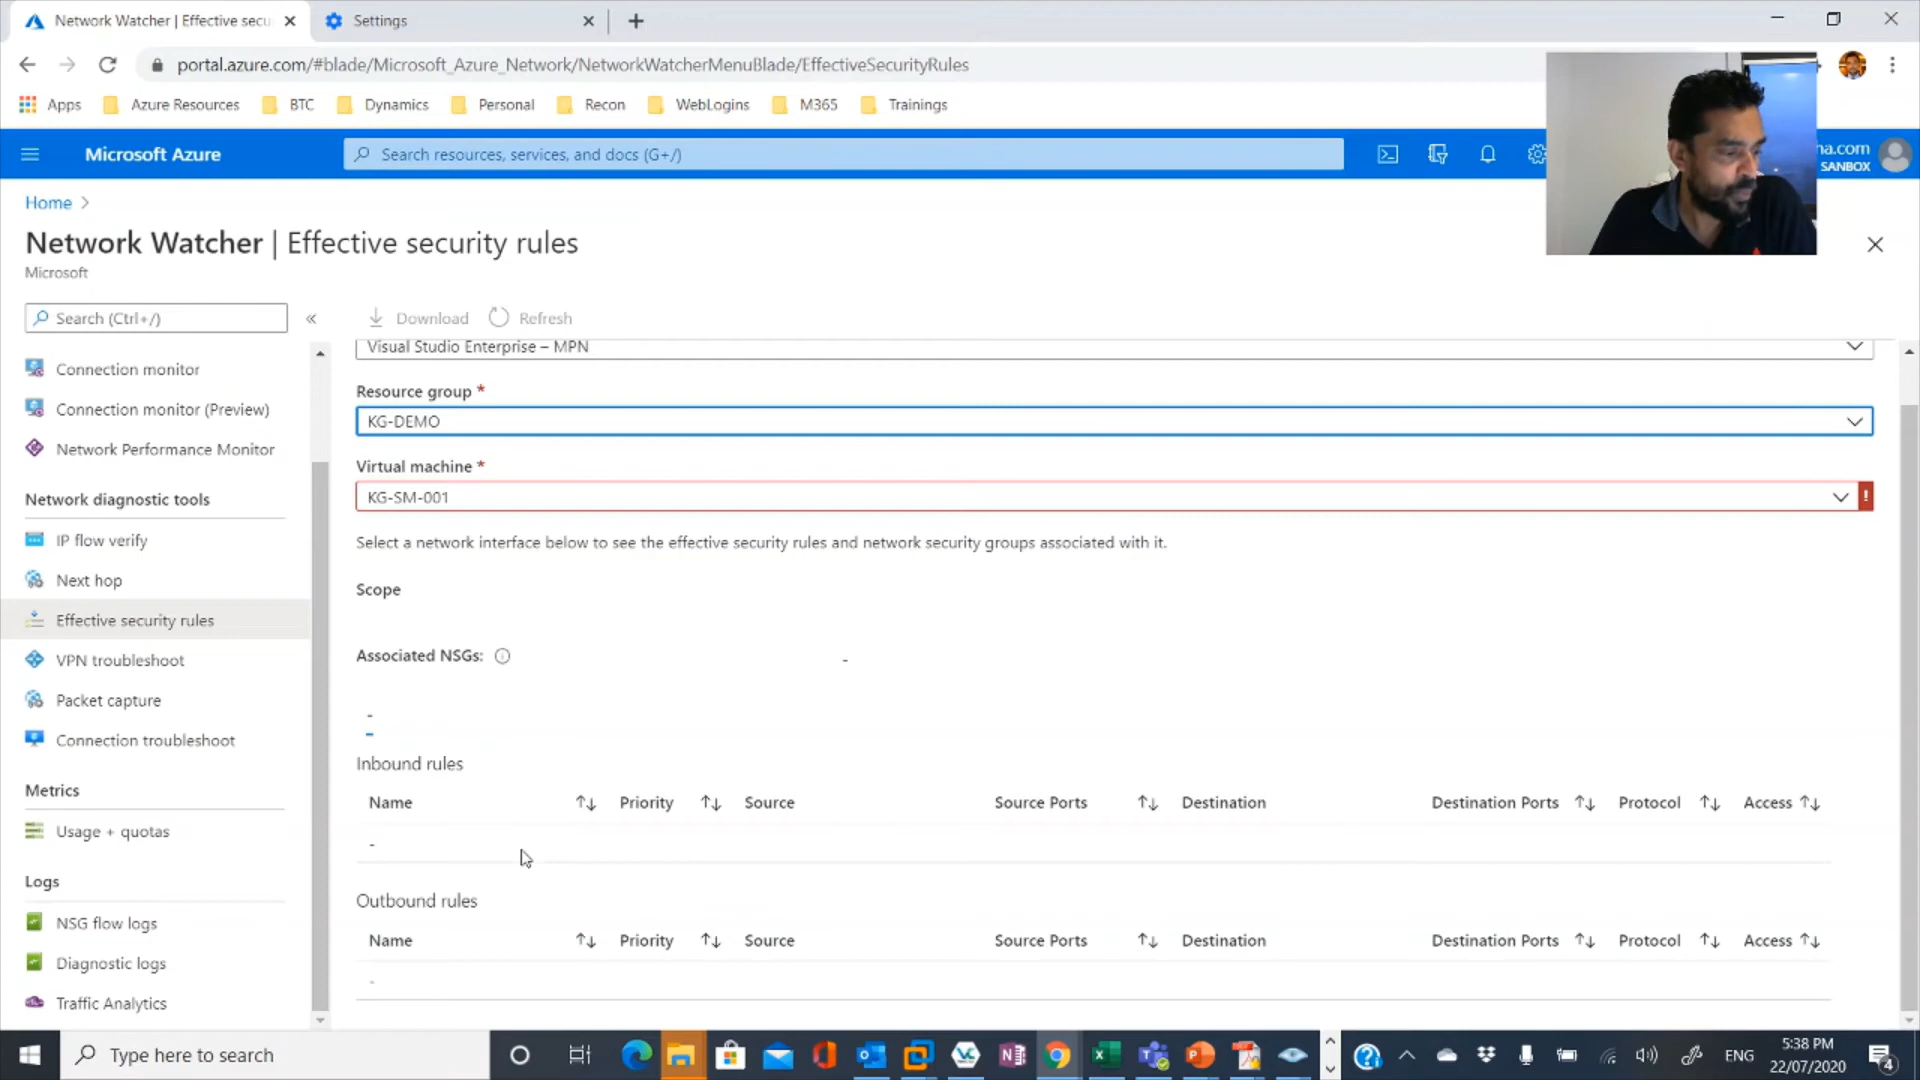 Network Watcher | Effective secu
Settings
portal.azure.com/#blade/Microsoft_Azure_Network/NetworkWatcherMenuBlade/EffectiveSecurityRules
Apps
Azure Resources
BTC
Dynamics
Personal
Recon
WebLogins
M365
Trainings
Microsoft Azure
Search resources, services, and docs (G+/)
na.com
SANBOX
Home
Network Watcher | Effective security rules
Microsoft
Search (Ctrl+/)
Download
Refresh
Connection monitor
Connection monitor (Preview)
Network Performance Monitor
Network diagnostic tools
IP flow verify
Next hop
Effective security rules
VPN troubleshoot
Packet capture
Connection troubleshoot
Metrics
Usage + quotas
Logs
NSG flow logs
Diagnostic logs
Traffic Analytics
Visual Studio Enterprise – MPN
Resource group *
KG-DEMO
Virtual machine *
KG-SM-001
!
Select a network interface below to see the effective security rules and network security groups associated with it.
Scope
Associated NSGs:
-
-
Inbound rules
Name Priority Source Source Ports Destination Destination Ports Protocol Access
-
Outbound rules
Name Priority Source Source Ports Destination Destination Ports Protocol Access
-
Type here to search
ENG
5:38 PM
22/07/2020
4